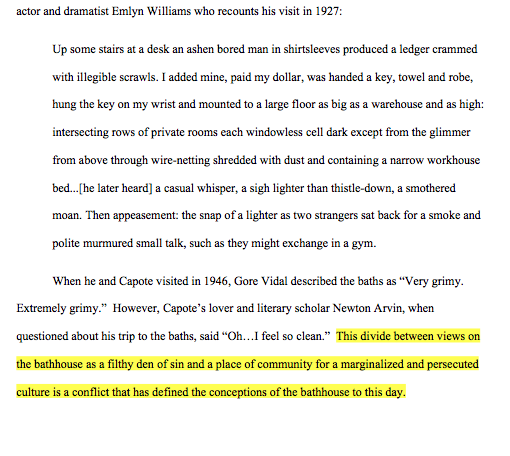 actor and dramatist Emlyn Williams who recounts his visit in 1927:
Up some stairs at a desk an ashen bored man in shirtsleeves produced a ledger crammed
with illegible scrawls. I added mine, paid my dollar, was handed a key, towel and robe,
hung the key on my wrist and mounted to a large floor as big as a warehouse and as high:
intersecting rows of private rooms each windowless cell dark except from the glimmer
from above through wire-netting shredded with dust and containing a narrow workhouse
bed...[he later heard] a casual whisper, a sigh lighter than thistle-down, a smothered
moan. Then appeasement: the snap of a lighter as two strangers sat back for a smoke and
polite murmured small talk, such as they might exchange in a gym.
When he and Capote visited in 1946, Gore Vidal described the baths as “Very grimy.
Extremely grimy.” However, Capote’s lover and literary scholar Newton Arvin, when
questioned about his trip to the baths, said “Oh…I feel so clean.” This divide between views on
the bathhouse as a filthy den of sin and a place of community for a marginalized and persecuted
culture is a conflict that has defined the conceptions of the bathhouse to this day.